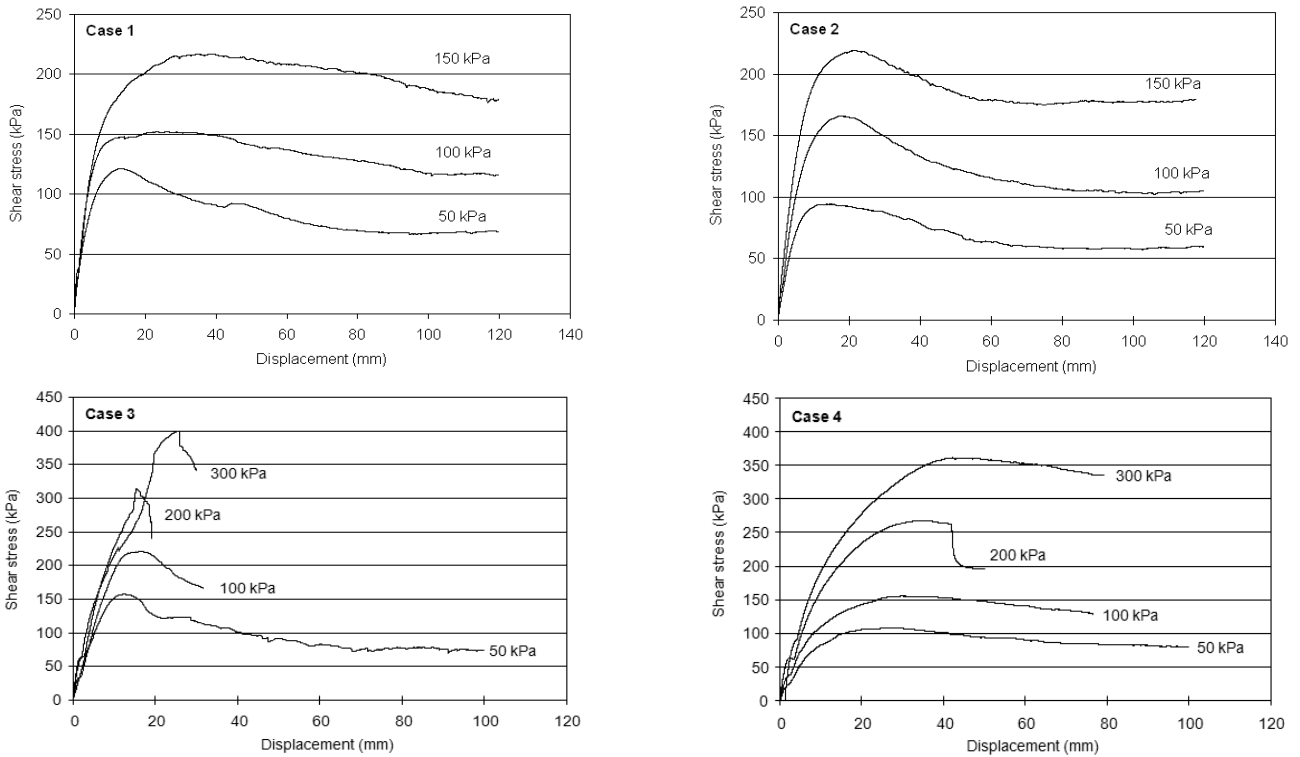 Case 1
Shear stress (kPa)
250
200
150
100
50
0
150 kPa
100 kPa
50 kPa
0 20 40 60 80 100 120 140
Displacement (mm)
Case 2
Shear stress (kPa)
250
200
150
100
50
0
150 kPa
100 kPa
50 kPa
0 20 40 60 80 100 120 140
Displacement (mm)
Case 3
Shear stress (kPa)
450
400
350
300
250
200
150
100
50
0
300 kPa
200 kPa
100 kPa
50 kPa
0 20 40 60 80 100 120
Displacement (mm)
Case 4
Shear stress (kPa)
450
400
350
300
250
200
150
100
50
0
300 kPa
200 kPa
100 kPa
50 kPa
0 20 40 60 80 100 120
Displacement (mm)